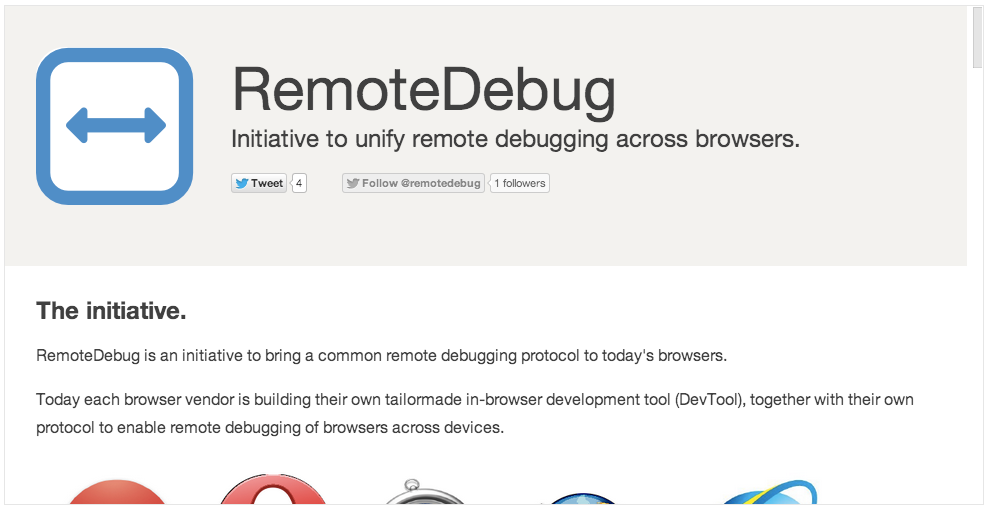 RemoteDebug
Initiative to unify remote debugging across browsers.
Tweet 4 Follow @remotedebug 1 followers
The initiative.
RemoteDebug is an initiative to bring a common remote debugging protocol to today's browsers.
Today each browser vendor is building their own tailormade in-browser development tool (DevTool), together with their own
protocol to enable remote debugging of browsers across devices.